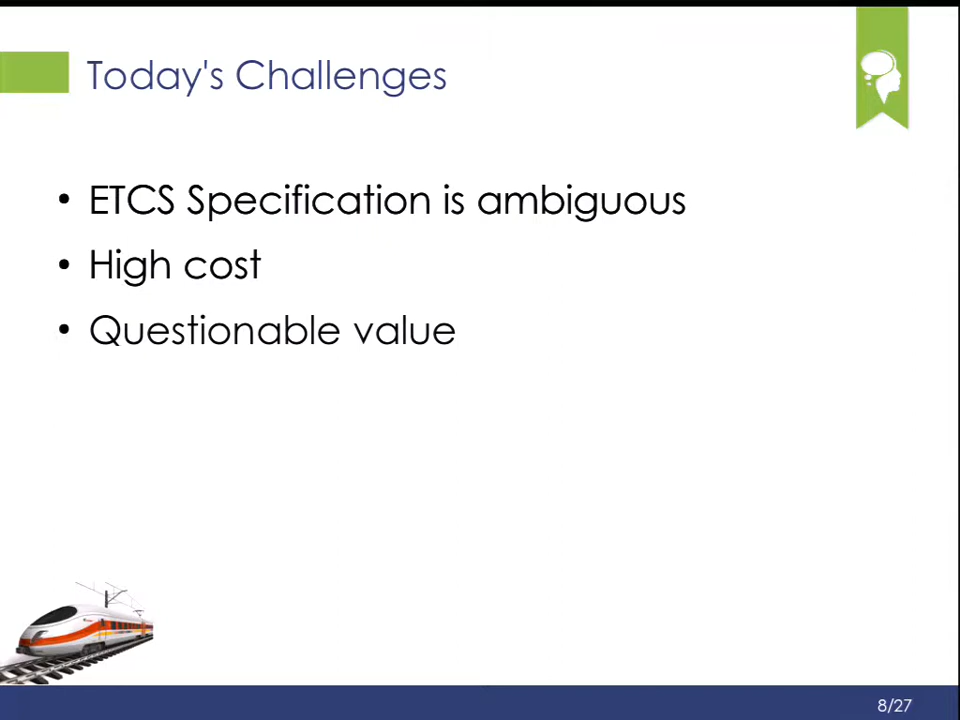 Today's Challenges
• ETCS Specification is ambiguous
• High cost
• Questionable value
8/27